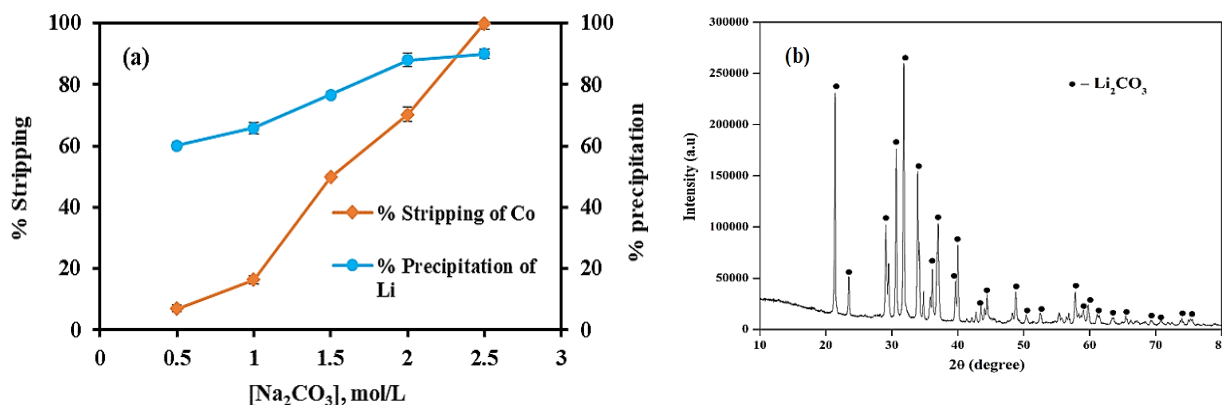 (a)
% Stripping
100
80
60
40
20
0
% Stripping of Co
% Precipitation of
Li
100
80
60
40
20
0
% precipitation
0 0.5 1 1.5 2 2.5 3
[Na₂CO₃], mol/L
(b)
• – Li₂CO₃
Intensity (a.u)
300000
250000
200000
150000
100000
50000
0
10 20 30 40 50 60 70 80
2θ (degree)